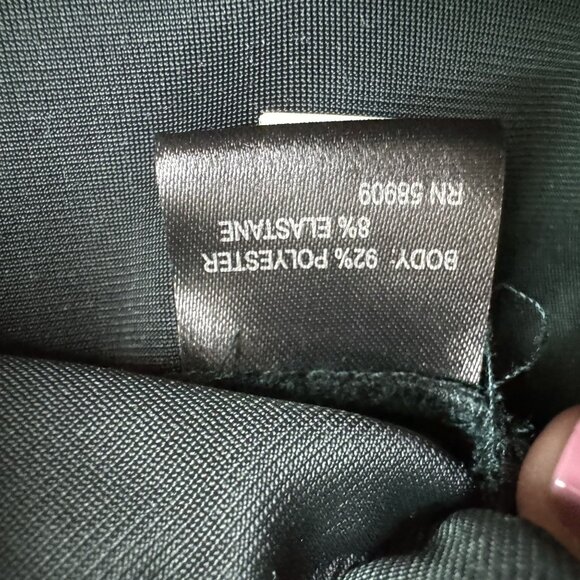 BODY: 92% POLYESTER
8% ELASTANE
RN 58909